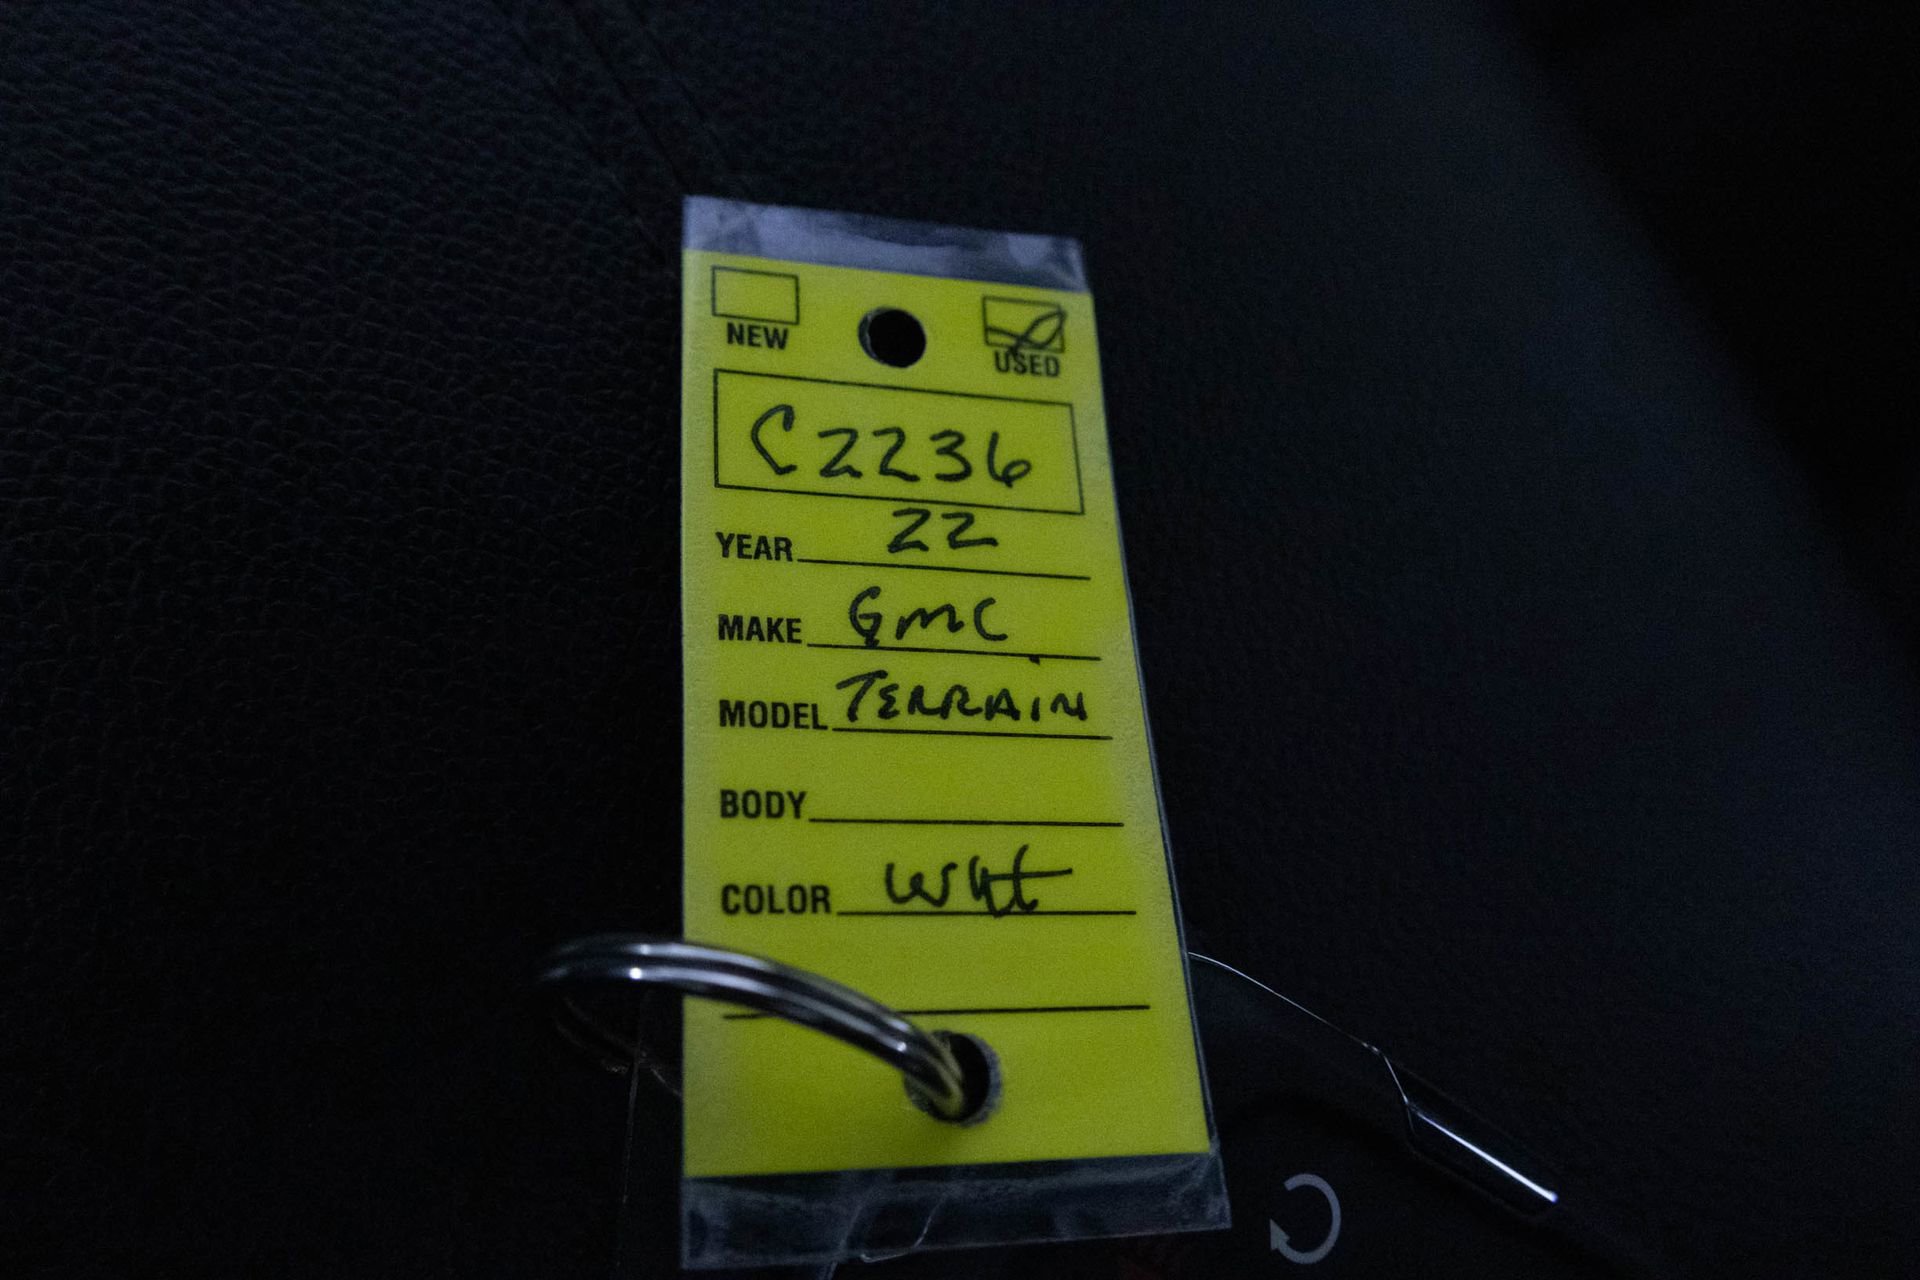 NEW USED
C2236
YEAR 22
MAKE GMC
MODEL TERRAIN
BODY
COLOR Wht